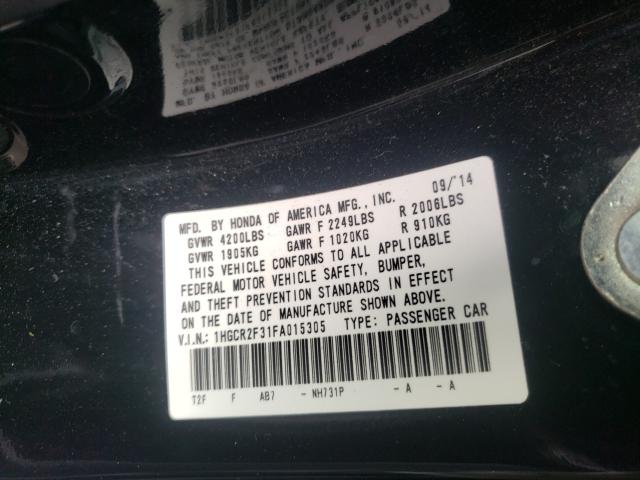 09/'14
MFD. BY HONDA OF AMERICA MFG., INC.
GVWR 4200LBS GAWR F 2249LBS R 2006LBS
GVWR 1905KG GAWR F 1020KG R 910KG
THIS VEHICLE CONFORMS TO ALL APPLICABLE
FEDERAL MOTOR VEHICLE SAFETY, BUMPER,
AND THEFT PREVENTION STANDARDS IN EFFECT
ON THE DATE OF MANUFACTURE SHOWN ABOVE.
V.I.N.: 1HGCR2F31FA015305 TYPE: PASSENGER CAR
T2F F AB7 - NH731P - A - A